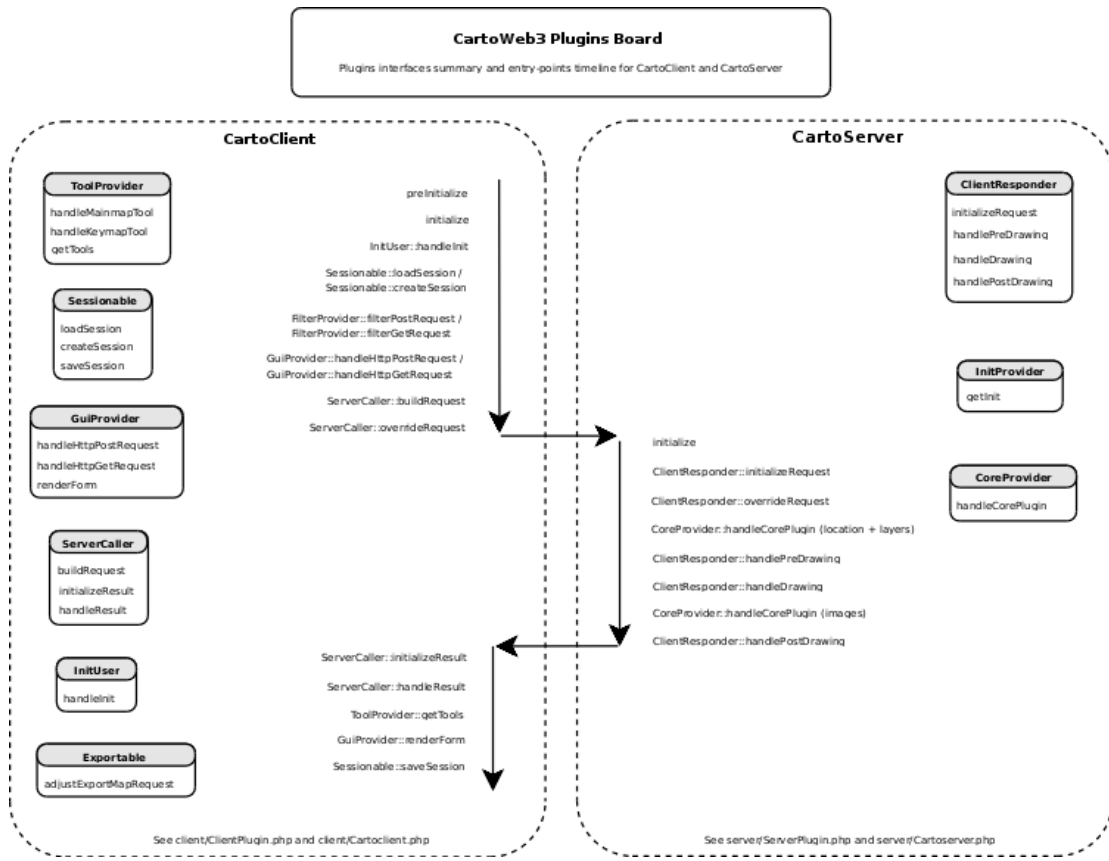 CartoWeb3 Plugins Board
Plugins interfaces summary and entry-points timeline for CartoClient and CartoServer
CartoClient
ToolProvider
handleMainmapTool
handleKeymapTool
getTools
Sessionable
loadSession
createSession
saveSession
GuiProvider
handleHttpPostRequest
handleHttpGetRequest
renderForm
ServerCaller
buildRequest
initializeResult
handleResult
InitUser
handleInit
Exportable
adjustExportMapRequest
preInitialize
initialize
InitUser::handleInit
Sessionable::loadSession /
Sessionable::createSession
FilterProvider::filterPostRequest /
FilterProvider::filterGetRequest
GuiProvider::handleHttpPostRequest /
GuiProvider::handleHttpGetRequest
ServerCaller::buildRequest
ServerCaller::overrideRequest
ServerCaller::initializeResult
ServerCaller::handleResult
ToolProvider::getTools
GuiProvider::renderForm
Sessionable::saveSession
See client/ClientPlugin.php and client/Cartoclient.php
CartoServer
initialize
ClientResponder::initializeRequest
ClientResponder::overrideRequest
CoreProvider::handleCorePlugin (location + layers)
ClientResponder::handlePreDrawing
ClientResponder::handleDrawing
CoreProvider::handleCorePlugin (images)
ClientResponder::handlePostDrawing
ClientResponder
initializeRequest
handlePreDrawing
handleDrawing
handlePostDrawing
InitProvider
getInit
CoreProvider
handleCorePlugin
See server/ServerPlugin.php and server/Cartoserver.php